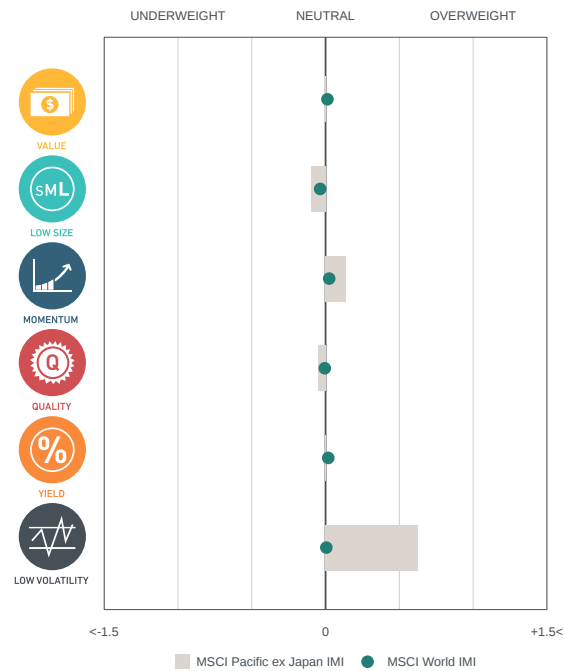 UNDERWEIGHT NEUTRAL OVERWEIGHT
$
VALUE
SML
LOW SIZE
MOMENTUM
Q
QUALITY
%
YIELD
LOW VOLATILITY
<-1.5 0 +1.5<
MSCI Pacific ex Japan IMI MSCI World IMI